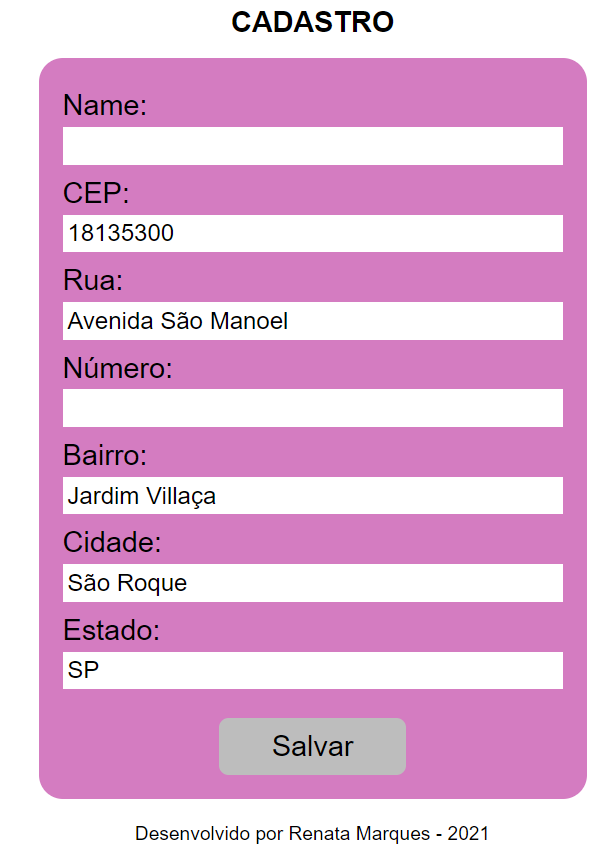 CADASTRO
Name:
CEP:
18135300
Rua:
Avenida São Manoel
Número:
Bairro:
Jardim Villaça
Cidade:
São Roque
Estado:
SP
Salvar
Desenvolvido por Renata Marques - 2021